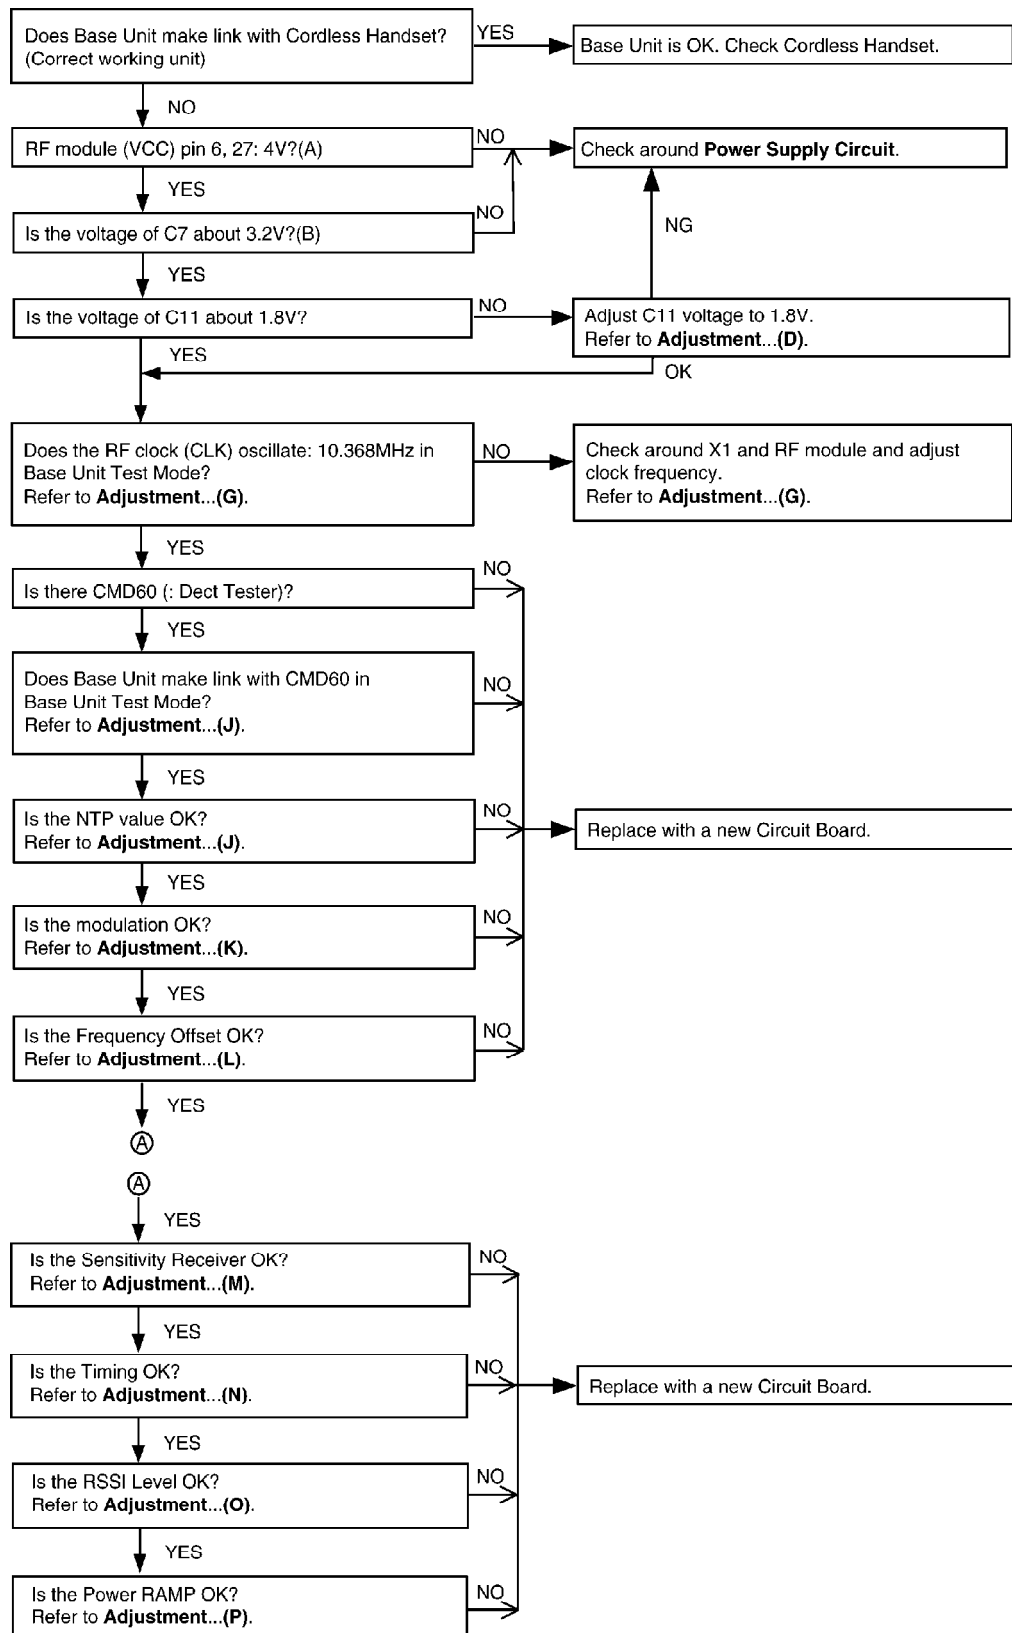 Does Base Unit make link with Cordless Handset?
(Correct working unit)
YES
Base Unit is OK. Check Cordless Handset.
NO
RF module (VCC) pin 6, 27: 4V?(A)
NO
Check around Power Supply Circuit.
YES
Is the voltage of C7 about 3.2V?(B)
NO
NG
YES
Is the voltage of C11 about 1.8V?
NO
Adjust C11 voltage to 1.8V.
Refer to Adjustment...(D).
YES
OK
Does the RF clock (CLK) oscillate: 10.368MHz in
Base Unit Test Mode?
Refer to Adjustment...(G).
NO
Check around X1 and RF module and adjust
clock frequency.
Refer to Adjustment...(G).
YES
Is there CMD60 (: Dect Tester)?
NO
YES
Does Base Unit make link with CMD60 in
Base Unit Test Mode?
Refer to Adjustment...(J).
NO
YES
Is the NTP value OK?
Refer to Adjustment...(J).
NO
Replace with a new Circuit Board.
YES
Is the modulation OK?
Refer to Adjustment...(K).
NO
YES
Is the Frequency Offset OK?
Refer to Adjustment...(L).
NO
YES
A
A
YES
Is the Sensitivity Receiver OK?
Refer to Adjustment...(M).
NO
YES
Is the Timing OK?
Refer to Adjustment...(N).
NO
Replace with a new Circuit Board.
YES
Is the RSSI Level OK?
Refer to Adjustment...(O).
NO
YES
Is the Power RAMP OK?
Refer to Adjustment...(P).
NO